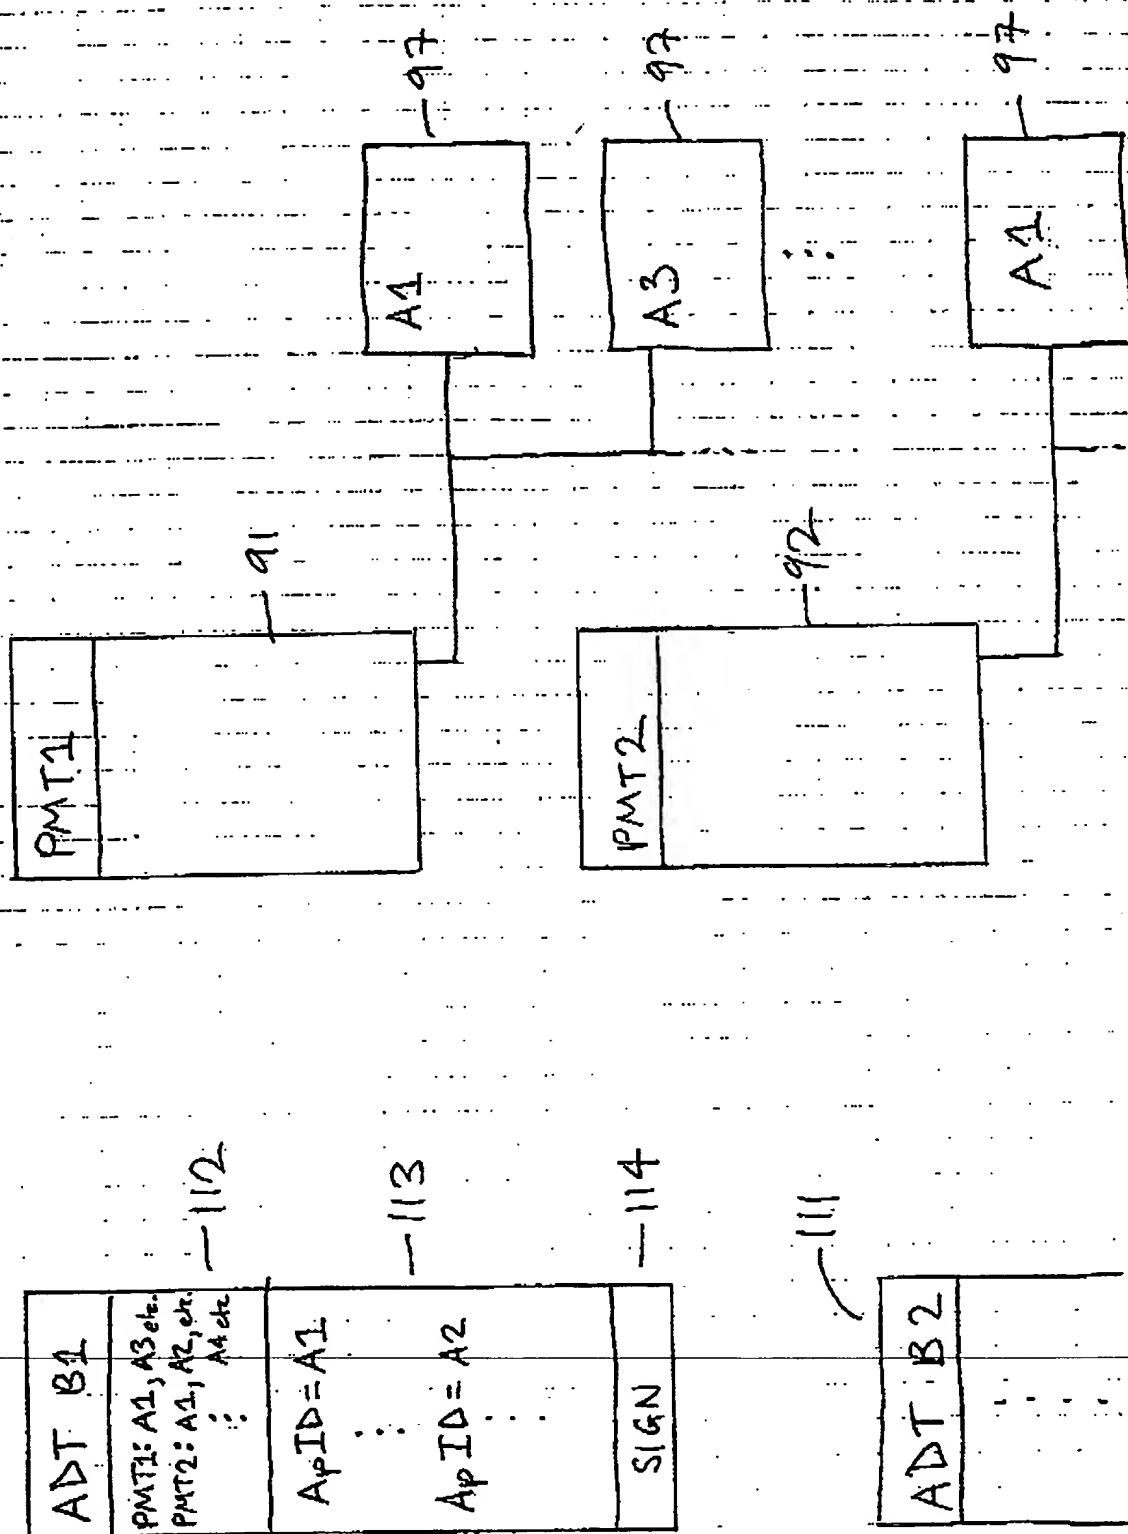 ADT B1
PMT1: A1, A3 etc.
PMT2: A1, A2, etc.
A4 etc
112
ApID=A1
113
ApID=A2
SIGN
114
ADT B2
111
PMT1
91
PMT2
92
A1
97
A3
97
A1
97